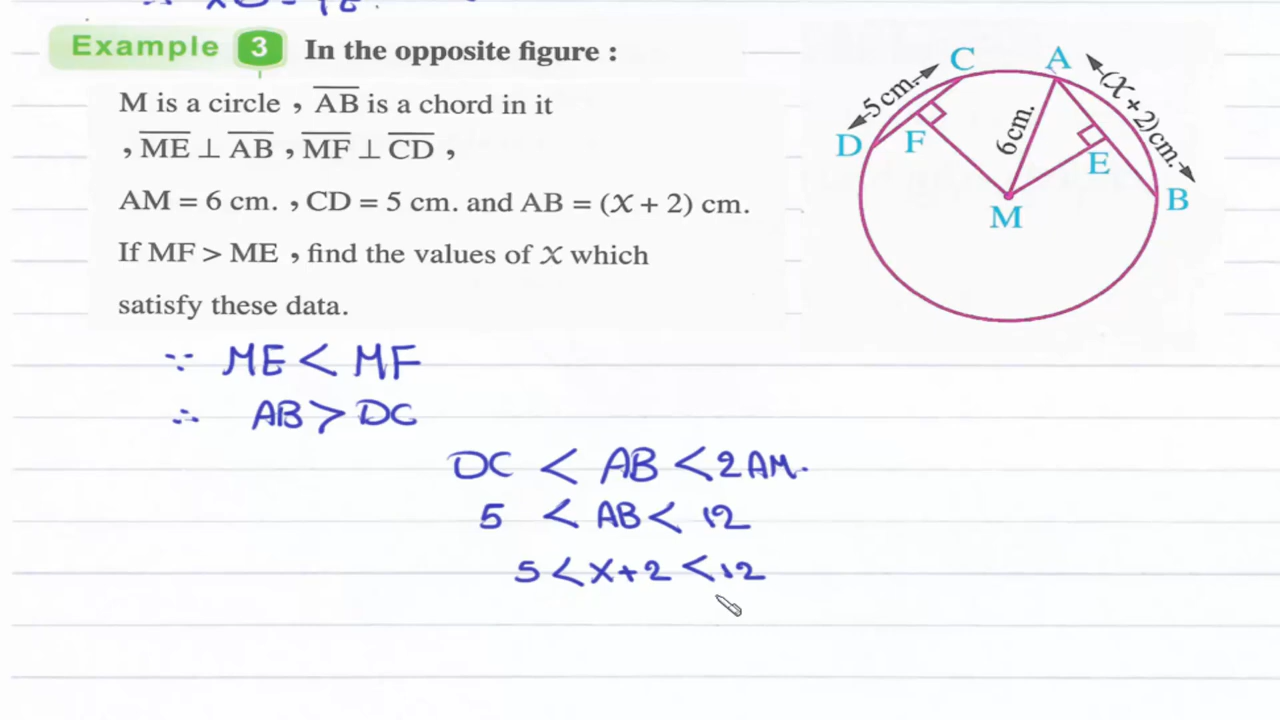 Example 3 In the opposite figure :
M is a circle , AB is a chord in it
, ME ⊥ AB , MF ⊥ CD ,
AM = 6 cm. , CD = 5 cm. and AB = (X + 2) cm.
If MF > ME , find the values of X which
satisfy these data.
C
A
5 cm.
(X + 2) cm.
D
F
6 cm.
E
M
B
∵ ME < MF
∴ AB > DC
DC < AB < 2AM.
5 < AB < 12
5 < X+2 < 12